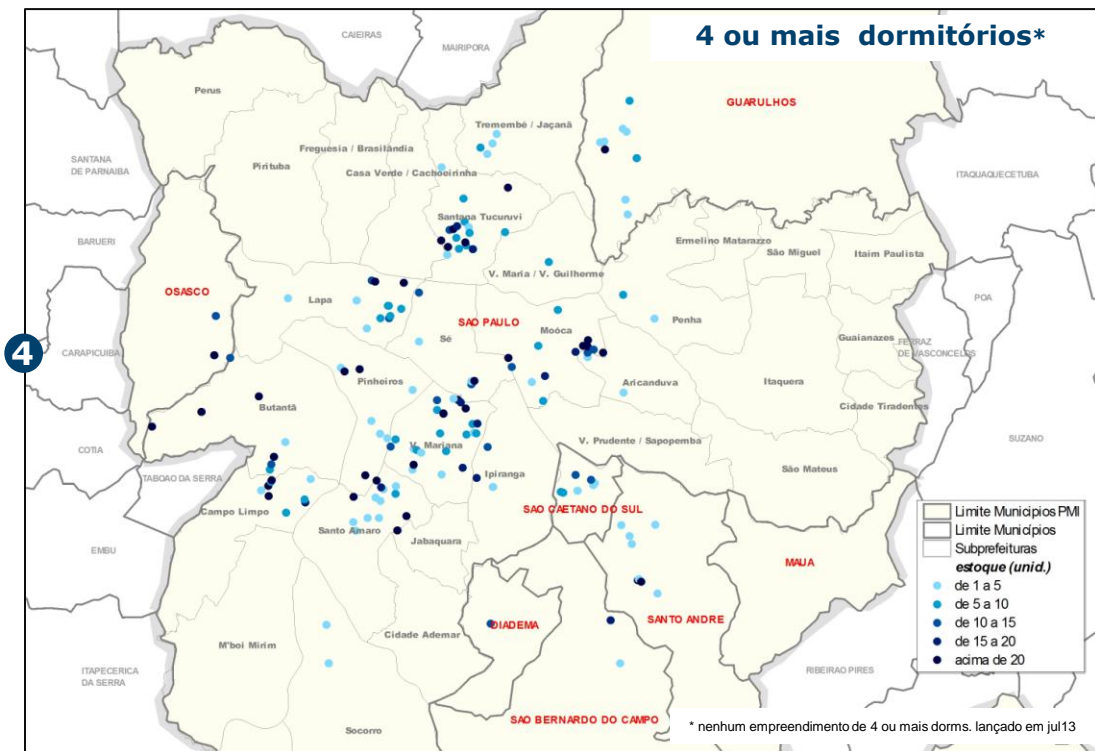 4 ou mais dormitórios*
CAIEIRAS
MAIRIPORA
Perus
GUARULHOS
Tremembé / Jaçanã
Freguesia / Brasilândia
Pirituba
Casa Verde / Cachoeirinha
SANTANA
DE PARNAIBA
ITAQUAQUECETUBA
Santana Tucuruvi
BARUERI
Ermelino Matarazzo
São Miguel
Itaim Paulista
V. Maria / V. Guilherme
OSASCO
Lapa
POA
SAO PAULO
Penha
Sé
Moóca
Guaianazes
FERRAZ
DE VASCONCELOS
4
CARAPICUIBA
Pinheiros
Aricanduva
Itaquera
Butantã
Cidade Tiradentes
COTIA
V. Mariana
V. Prudente / Sapopemba
SUZANO
TABOAO DA SERRA
Ipiranga
São Mateus
Campo Limpo
SAO CAETANO DO SUL
Santo Amaro
Jabaquara
EMBU
MAUA
Limite Municipios PMI
Limite Municípios
Subprefeituras
estoque (unid.)
de 1 a 5
de 5 a 10
de 10 a 15
de 15 a 20
acima de 20
DIADEMA
SANTO ANDRE
Cidade Ademar
M'boi Mirim
ITAPECERICA
DA SERRA
RIBEIRAO PIRES
SAO BERNARDO DO CAMPO
Socorro
* nenhum empreendimento de 4 ou mais dorms. lançado em jul13